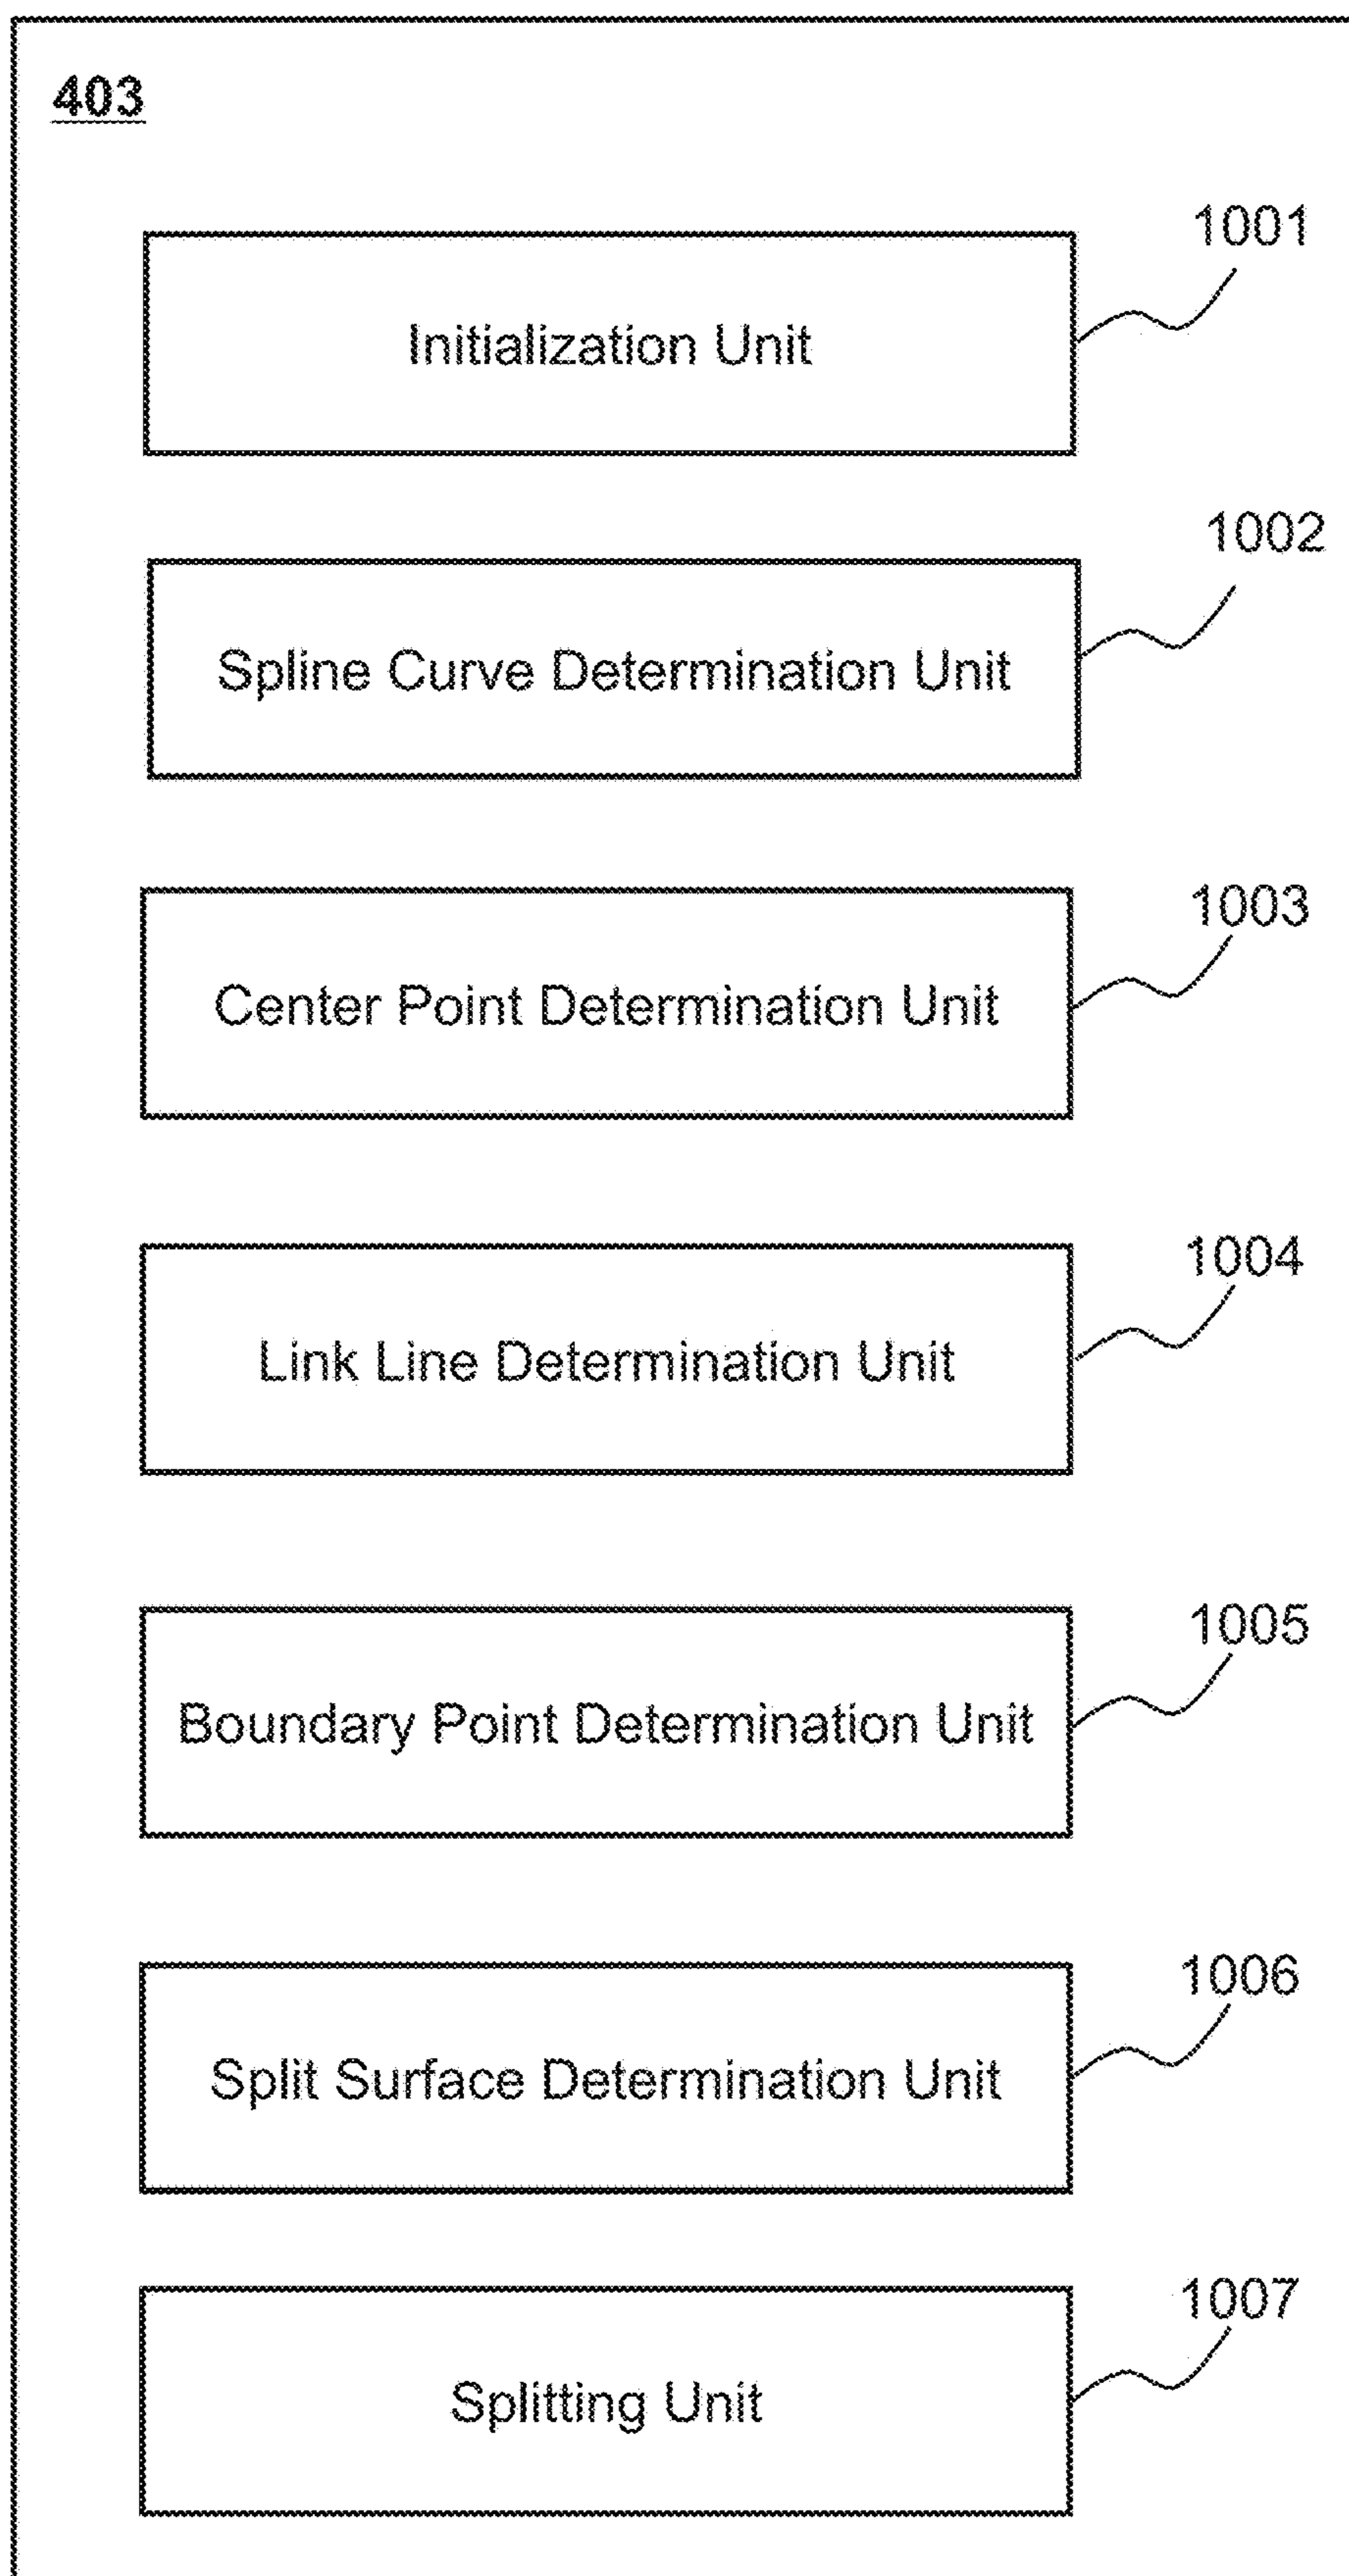 403
1001
Initialization Unit
1002
Spline Curve Determination Unit
1003
Center Point Determination Unit
1004
Link Line Determination Unit
1005
Boundary Point Determination Unit
1006
Split Surface Determination Unit
1007
Splitting Unit